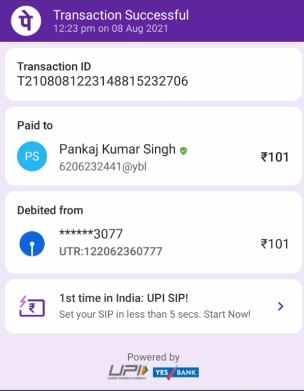 पे
Transaction Successful
12:23 pm on 08 Aug 2021
Transaction ID
T2108081223148815232706
Paid to
PS
Pankaj Kumar Singh
₹101
6206232441@ybl
Debited from
******3077
₹101
UTR:122062360777
₹
1st time in India: UPI SIP!
Set your SIP in less than 5 secs. Start Now!
Powered by
UPI YES BANK